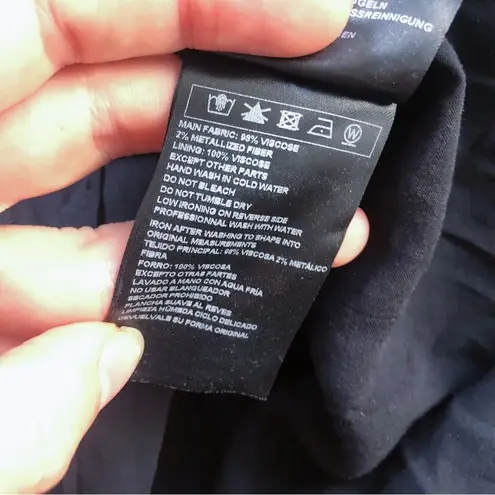 ÜGELN
SSREINIGUNG
EN
W
MAIN FABRIC: 98% VISCOSE
2% METALLIZED FIBER
LINING: 100% VISCOSE
EXCEPT OTHER PARTS
HAND WASH IN COLD WATER
DO NOT BLEACH
DO NOT TUMBLE DRY
LOW IRONING ON REVERSE SIDE
PROFESSIONAL WASH WITH WATER
IRON AFTER WASHING TO SHAPE INTO
ORIGINAL MEASUREMENTS
TEJIDO PRINCIPAL: 98% VISCOSA 2% METÁLICO
FIBRA
FORRO: 100% VISCOSA
EXCEPTO OTRAS PARTES
LAVADO A MANO CON AGUA FRÍA
NO USAR BLANQUEADOR
SECADOR PROHIBIDO
PLANCHA SUAVE AL REVES
LIMPIEZA HÚMEDA CICLO DELICADO
DEVUELVALE SU FORMA ORIGINAL